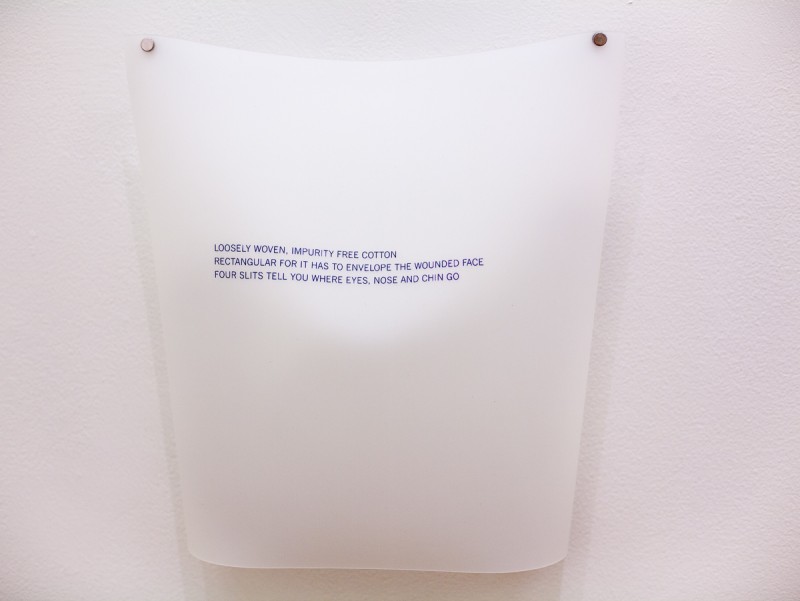 LOOSELY WOVEN, IMPURITY FREE COTTON
RECTANGULAR FOR IT HAS TO ENVELOPE THE WOUNDED FACE
FOUR SLITS TELL YOU WHERE EYES, NOSE AND CHIN GO